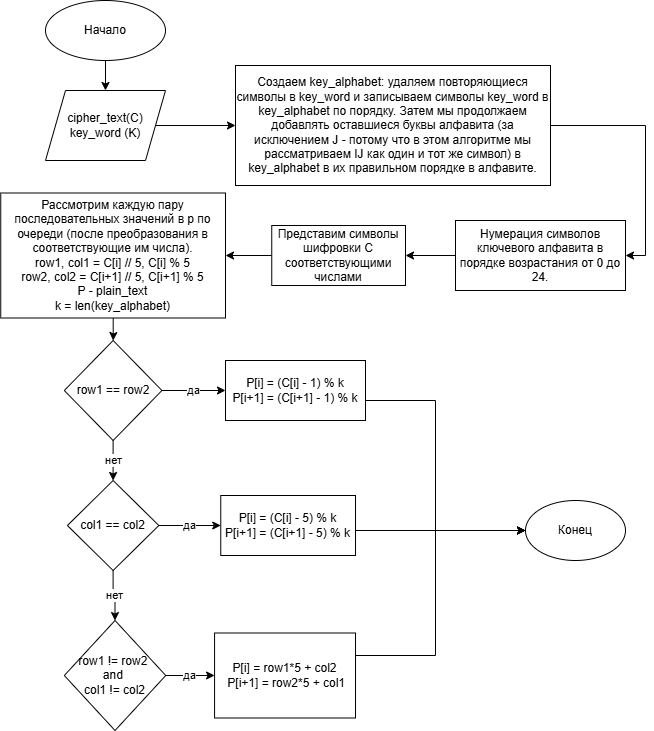 Начало
cipher_text(C)
key_word (K)
Создаем key_alphabet: удаляем повторяющиеся
символы в key_word и записываем символы key_word в
key_alphabet по порядку. Затем мы продолжаем
добавлять оставшиеся буквы алфавита (за
исключением J - потому что в этом алгоритме мы
рассматриваем IJ как один и тот же символ) в
key_alphabet в их правильном порядке в алфавите.
Нумерация символов
ключевого алфавита в
порядке возрастания от 0 до
24.
Представим символы
шифровки C
соответствующими
числами
Рассмотрим каждую пару
последовательных значений в p по
очереди (после преобразования в
соответствующие им числа).
row1, col1 = C[i] // 5, C[i] % 5
row2, col2 = C[i+1] // 5, C[i+1] % 5
P - plain_text
k = len(key_alphabet)
row1 == row2
да
P[i] = (C[i] - 1) % k
P[i+1] = (C[i+1] - 1) % k
нет
col1 == col2
да
P[i] = (C[i] - 5) % k
P[i+1] = (C[i+1] - 5) % k
Конец
нет
row1 != row2
and
col1 != col2
да
P[i] = row1*5 + col2
P[i+1] = row2*5 + col1